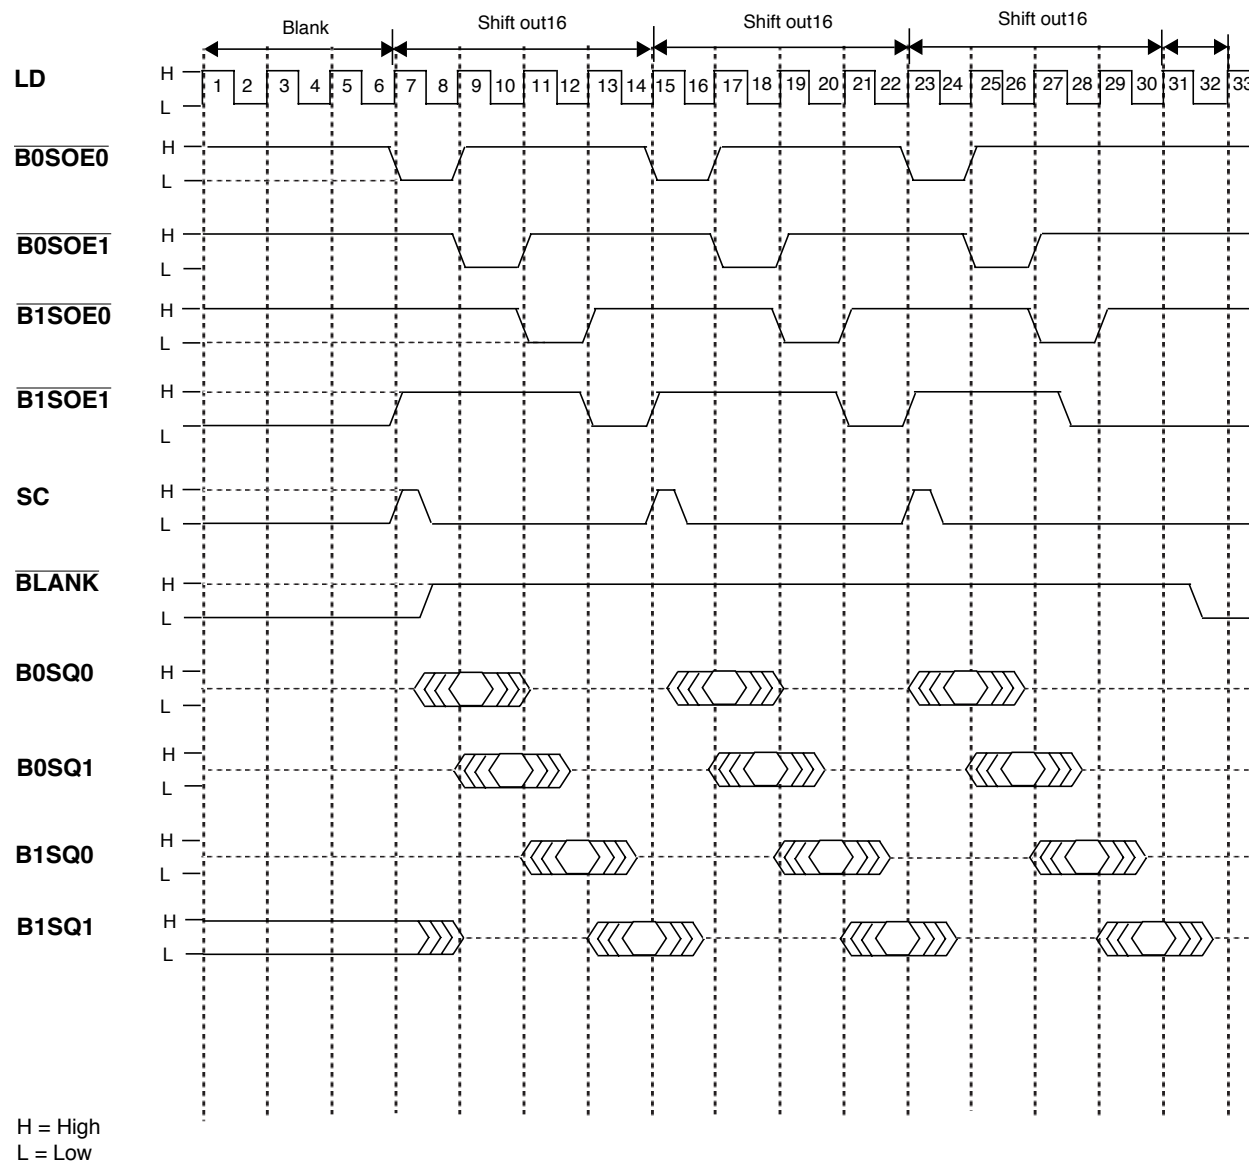 Blank Shift out16 Shift out16 Shift out16
LD H L 1 2 3 4 5 6 7 8 9 10 11 12 13 14 15 16 17 18 19 20 21 22 23 24 25 26 27 28 29 30 31 32 33
B0SOE0 H L
B0SOE1 H L
B1SOE0 H L
B1SOE1 H L
SC H L
BLANK H L
B0SQ0 H L
B0SQ1 H L
B1SQ0 H L
B1SQ1 H L
H = High
L = Low